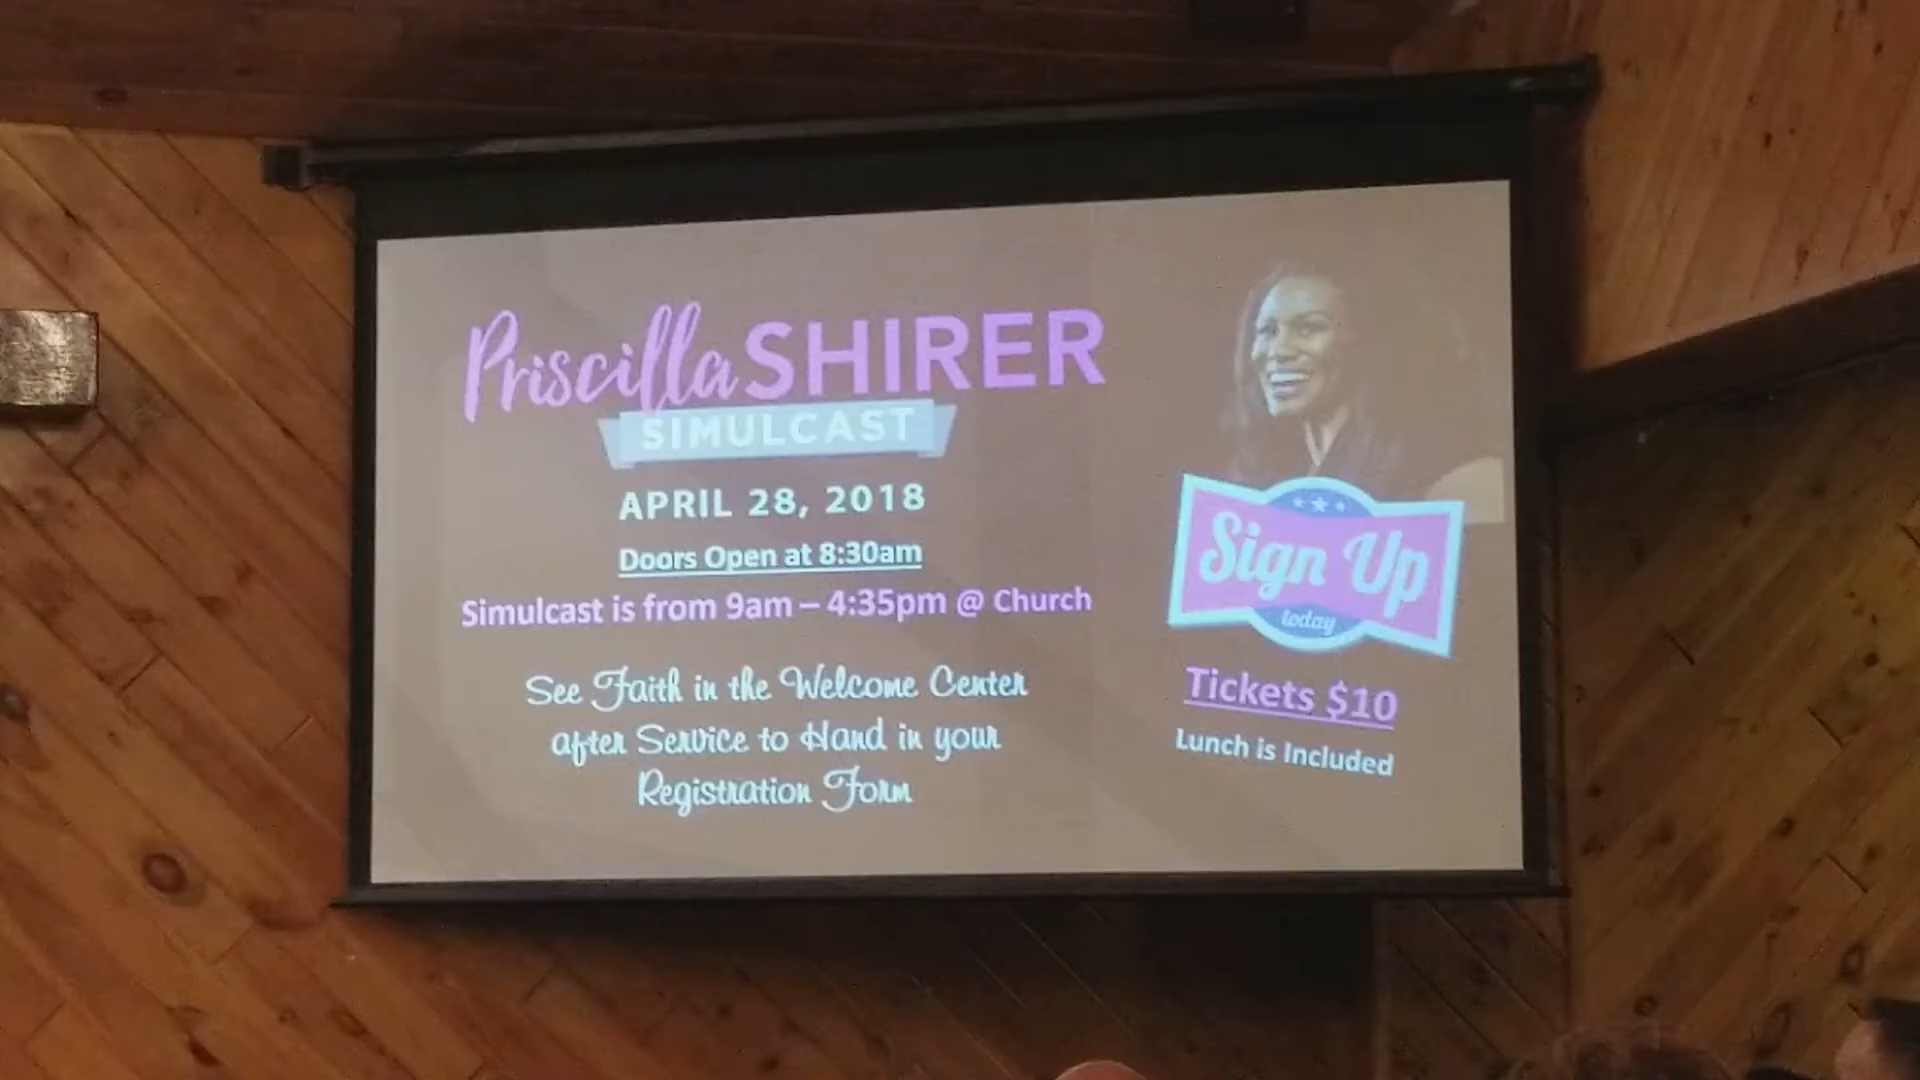 Priscilla SHIRER
SIMULCAST
APRIL 28, 2018
Doors Open at 8:30am
Simulcast is from 9am – 4:35pm @ Church
See Faith in the Welcome Center
after Service to Hand in your
Registration Form
Sign Up
today
Tickets $10
Lunch is Included